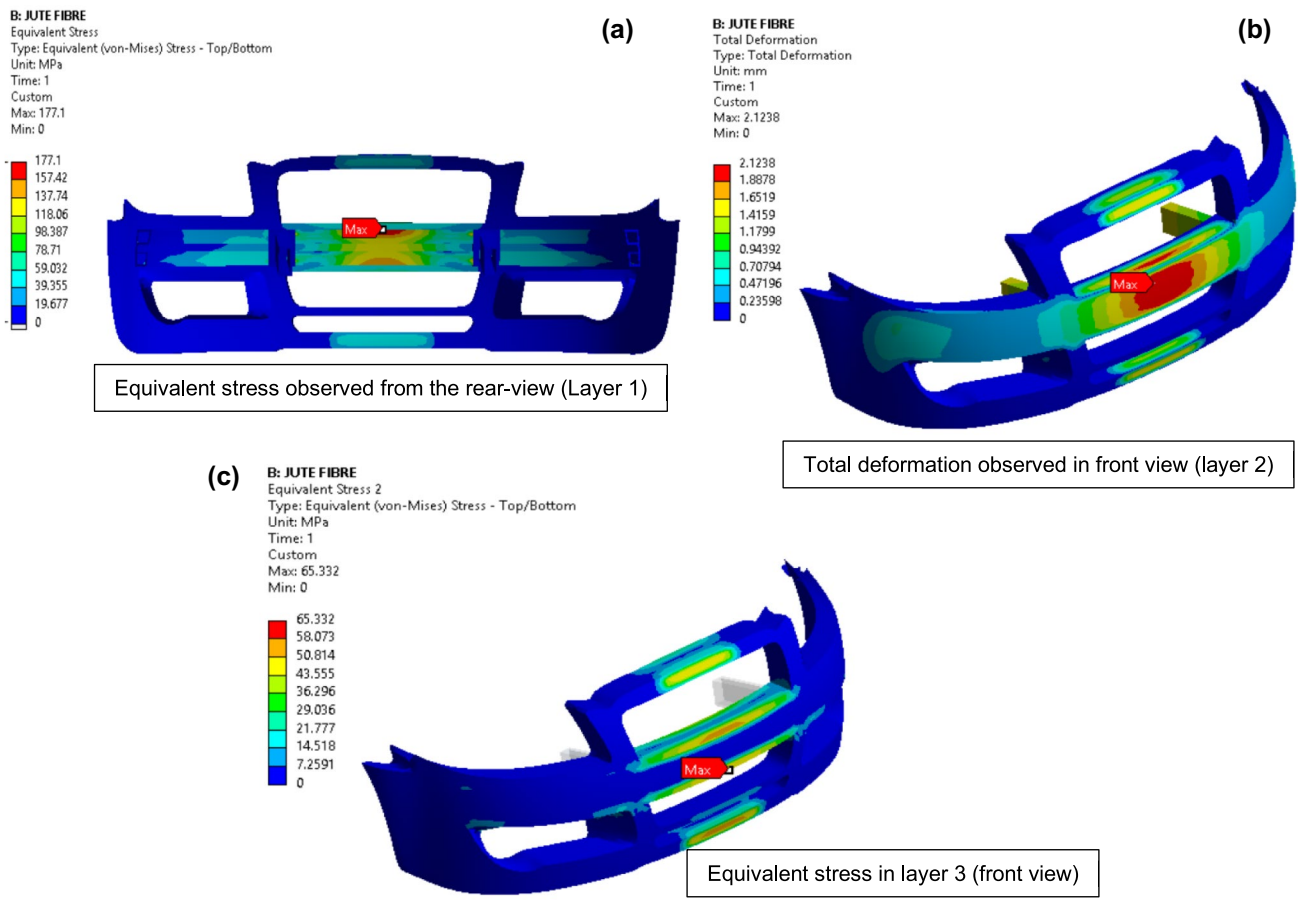 B: JUTE FIBRE
Equivalent Stress
Type: Equivalent (von-Mises) Stress - Top/Bottom
Unit: MPa
Time: 1
Custom
Max: 177.1
Min: 0
(a)
177.1
157.42
137.74
118.06
98.387
78.71
59.032
39.355
19.677
0
Max
Equivalent stress observed from the rear-view (Layer 1)
B: JUTE FIBRE
Total Deformation
Type: Total Deformation
Unit: mm
Time: 1
Custom
Max: 2.1238
Min: 0
(b)
2.1238
1.8878
1.6519
1.4159
1.1799
0.94392
0.70794
0.47196
0.23598
0
Max
Total deformation observed in front view (layer 2)
(c)
B: JUTE FIBRE
Equivalent Stress 2
Type: Equivalent (von-Mises) Stress - Top/Bottom
Unit: MPa
Time: 1
Custom
Max: 65.332
Min: 0
65.332
58.073
50.814
43.555
36.296
29.036
21.777
14.518
7.2591
0
Max
Equivalent stress in layer 3 (front view)